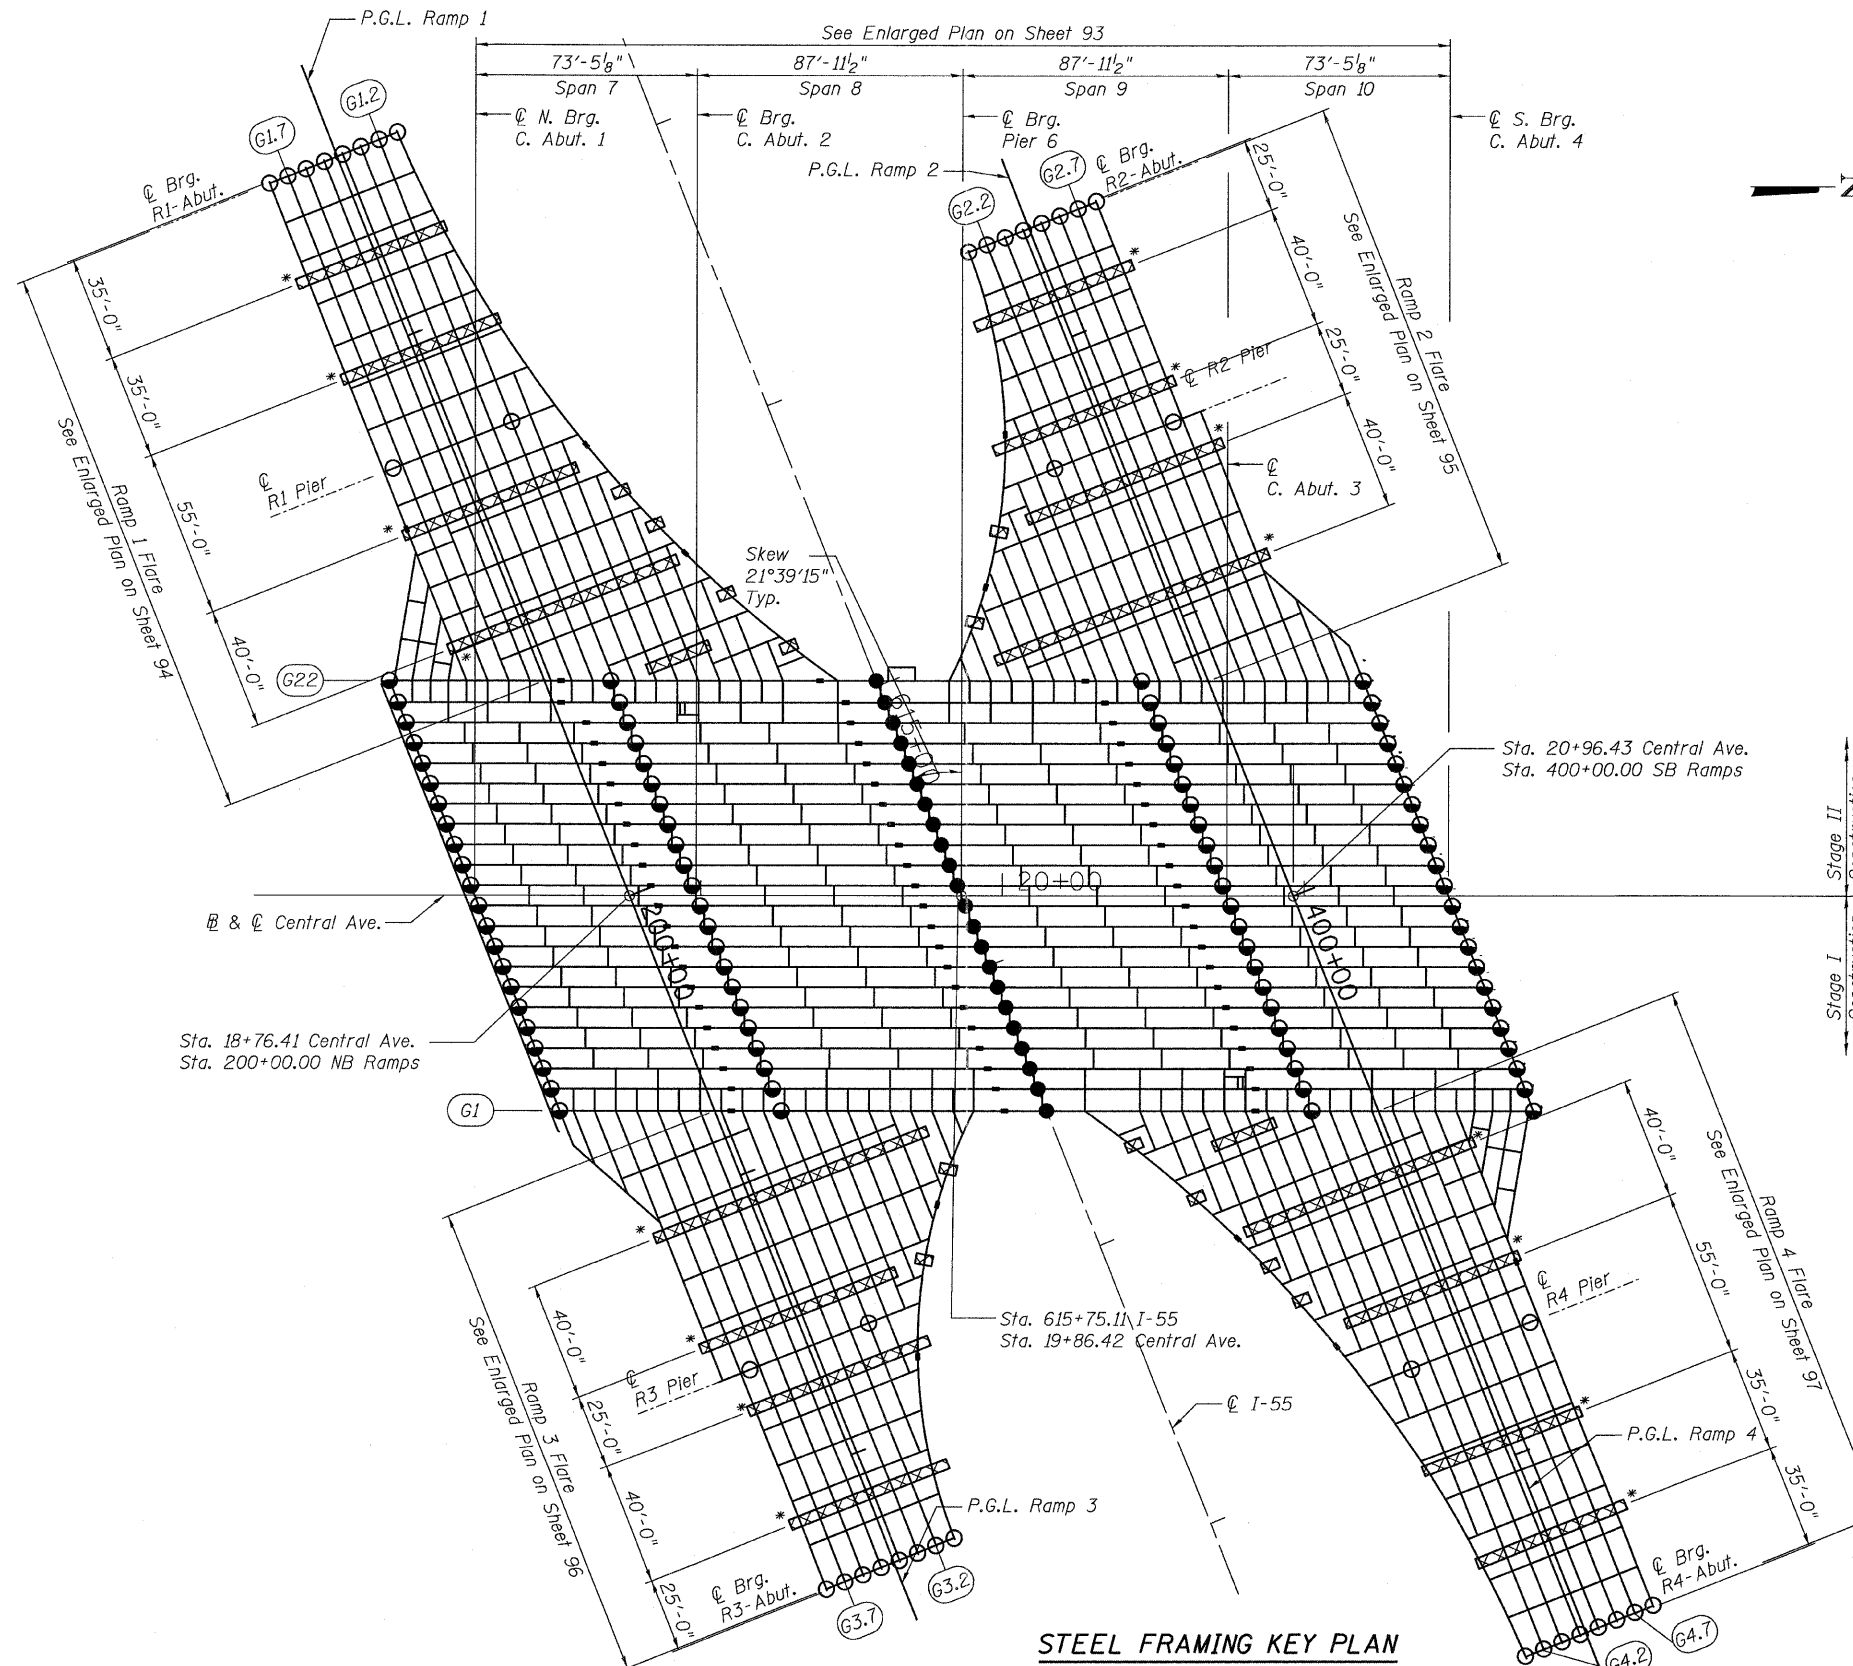 P.G.L. Ramp 1
See Enlarged Plan on Sheet 93
73'-5⅛"
87'-11½"
87'-11½"
73'-5⅛"
Span 7
Span 8
Span 9
Span 10
℄ N. Brg.
C. Abut. 1
℄ Brg.
C. Abut. 2
℄ Brg.
Pier 6
℄ S. Brg.
C. Abut. 4
P.G.L. Ramp 2
G1.7
G1.2
℄ Brg.
R1-Abut.
G2.2
G2.7
℄ Brg.
R2-Abut.
N
35'-0"
35'-0"
55'-0"
40'-0"
Ramp 1 Flare
See Enlarged Plan on Sheet 94
℄
R1 Pier
25'-0"
40'-0"
25'-0"
40'-0"
Ramp 2 Flare
See Enlarged Plan on Sheet 95
℄ R2 Pier
℄
C. Abut. 3
Skew
21°39'15"
Typ.
G22
615+00
Sta. 20+96.43 Central Ave.
Sta. 400+00.00 SB Ramps
Stage II
Stage I
120+00
B & ℄ Central Ave.
200+00
400+00
Sta. 18+76.41 Central Ave.
Sta. 200+00.00 NB Ramps
G1
40'-0"
25'-0"
40'-0"
25'-0"
Ramp 3 Flare
See Enlarged Plan on Sheet 96
℄
R3 Pier
Sta. 615+75.11 I-55
Sta. 19+86.42 Central Ave.
℄ I-55
40'-0"
55'-0"
35'-0"
35'-0"
Ramp 4 Flare
See Enlarged Plan on Sheet 97
℄
R4 Pier
P.G.L. Ramp 4
P.G.L. Ramp 3
℄ Brg.
R3-Abut.
G3.7
G3.2
℄ Brg.
R4-Abut.
G4.2
G4.7
STEEL FRAMING KEY PLAN